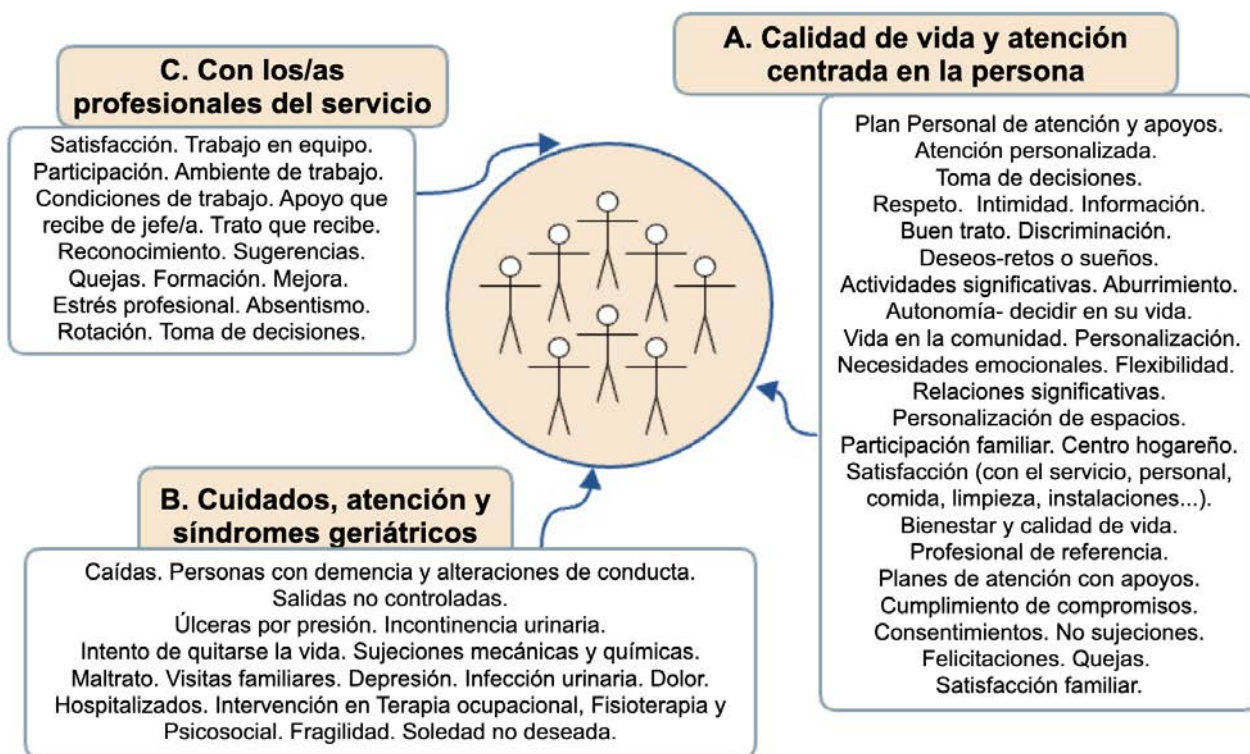 A. Calidad de vida y atención
centrada en la persona
Plan Personal de atención y apoyos.
Atención personalizada.
Toma de decisiones.
Respeto. Intimidad. Información.
Buen trato. Discriminación.
Deseos-retos o sueños.
Actividades significativas. Aburrimiento.
Autonomía- decidir en su vida.
Vida en la comunidad. Personalización.
Necesidades emocionales. Flexibilidad.
Relaciones significativas.
Personalización de espacios.
Participación familiar. Centro hogareño.
Satisfacción (con el servicio, personal,
comida, limpieza, instalaciones...).
Bienestar y calidad de vida.
Profesional de referencia.
Planes de atención con apoyos.
Cumplimiento de compromisos.
Consentimientos. No sujeciones.
Felicitaciones. Quejas.
Satisfacción familiar.
B. Cuidados, atención y
síndromes geriátricos
Caídas. Personas con demencia y alteraciones de conducta.
Salidas no controladas.
Úlceras por presión. Incontinencia urinaria.
Intento de quitarse la vida. Sujeciones mecánicas y químicas.
Maltrato. Visitas familiares. Depresión. Infección urinaria. Dolor.
Hospitalizados. Intervención en Terapia ocupacional, Fisioterapia y
Psicosocial. Fragilidad. Soledad no deseada.
C. Con los/as
profesionales del servicio
Satisfacción. Trabajo en equipo.
Participación. Ambiente de trabajo.
Condiciones de trabajo. Apoyo que
recibe de jefe/a. Trato que recibe.
Reconocimiento. Sugerencias.
Quejas. Formación. Mejora.
Estrés profesional. Absentismo.
Rotación. Toma de decisiones.